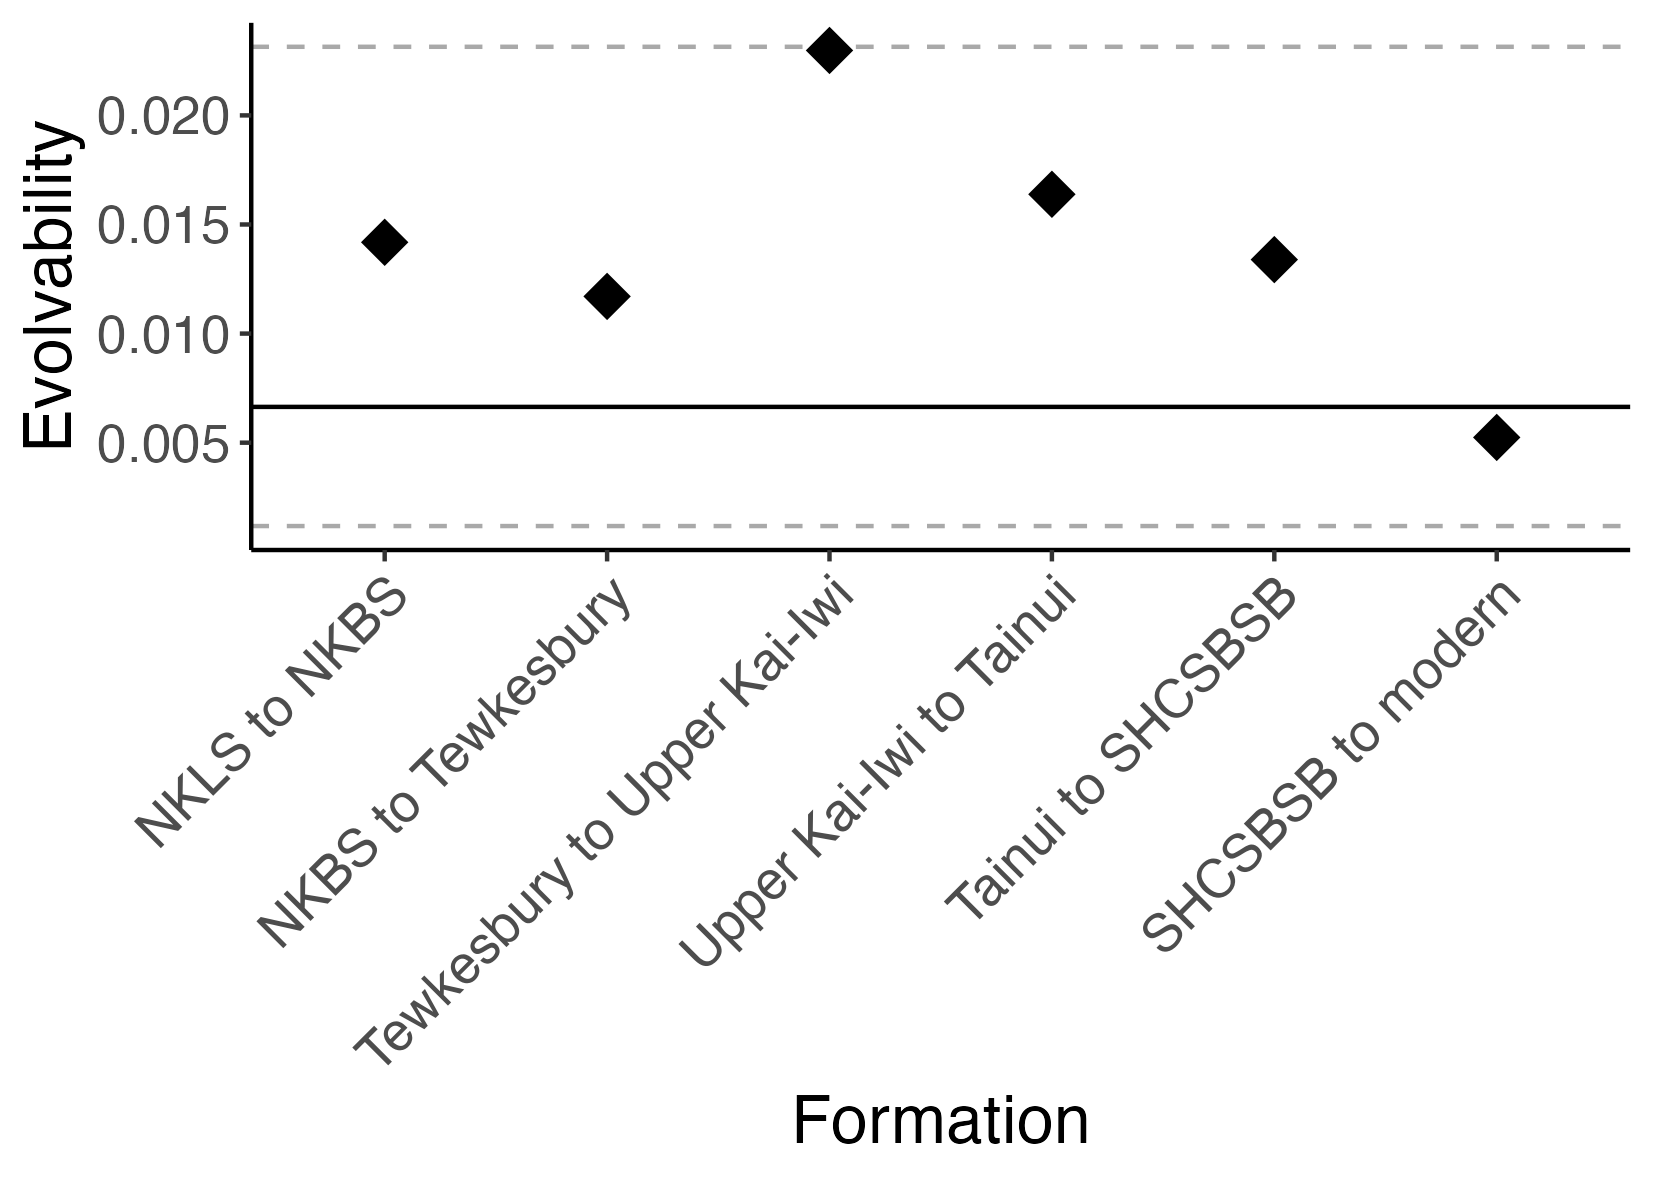 Evolvability
0.020
0.015
0.010
0.005
NKLS to NKBS
NKBS to Tewkesbury
Tewkesbury to Upper Kai-Iwi
Upper Kai-Iwi to Tainui
Tainui to SHCSBSB
SHCSBSB to modern
Formation